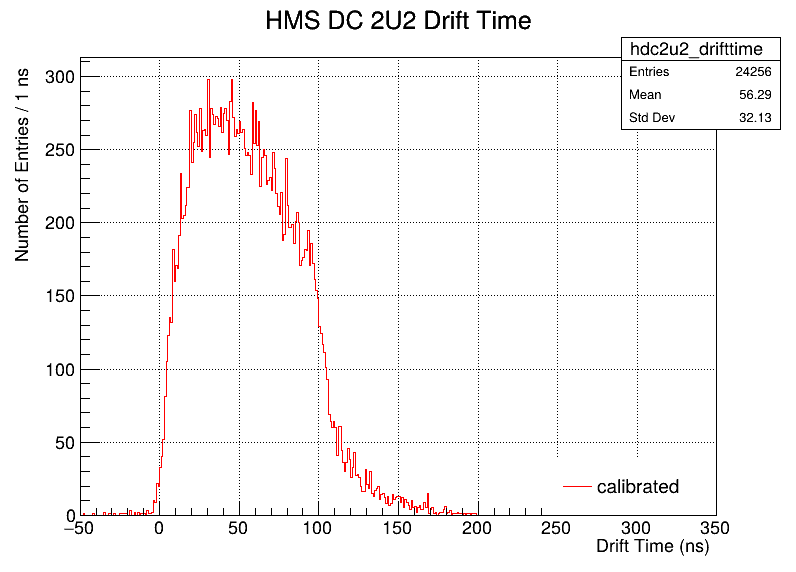 HMS DC 2U2 Drift Time
hdc2u2_drifttime
Entries 24256
Mean 56.29
Std Dev 32.13
Number of Entries / 1 ns
300
250
200
150
100
50
0
−50 0 50 100 150 200 250 300 350
Drift Time (ns)
calibrated